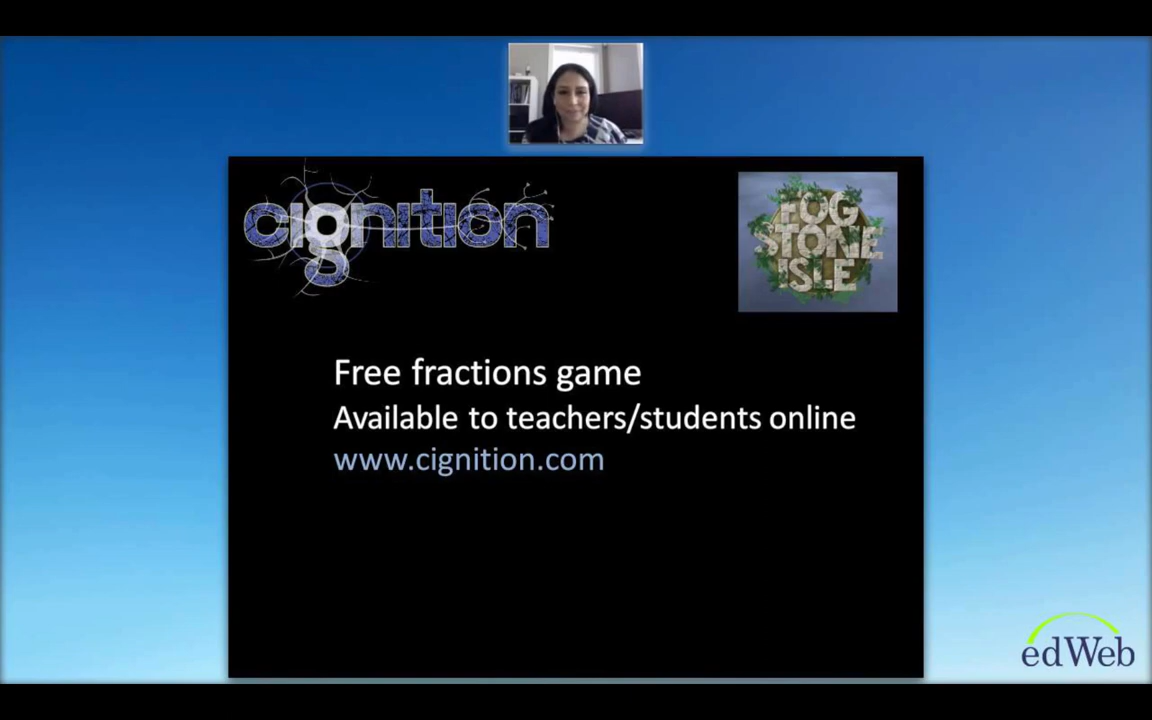 cignition
FOG
STONE
ISLE
Free fractions game
Available to teachers/students online
www.cignition.com
edWeb